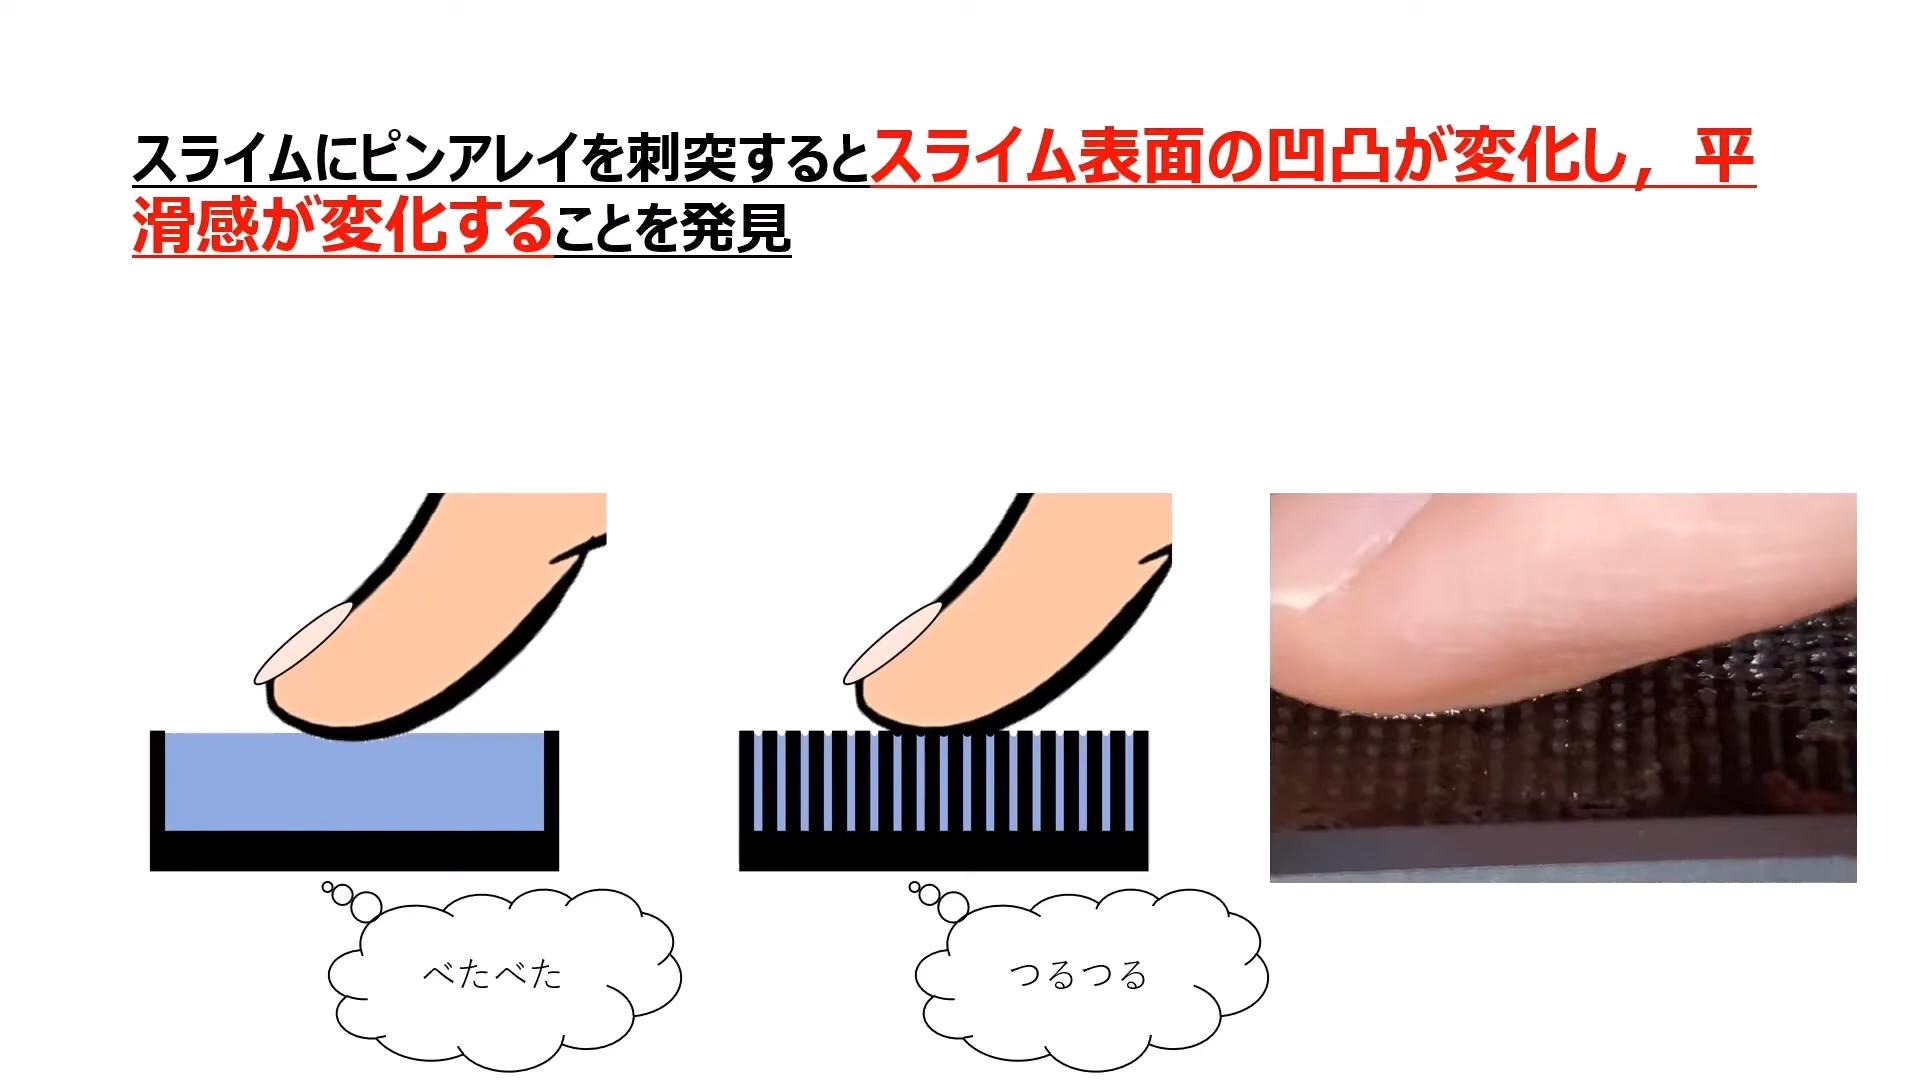 スライムにピンアレイを刺突するとスライム表面の凹凸が変化し，平
滑感が変化することを発見
べたべた
つるつる